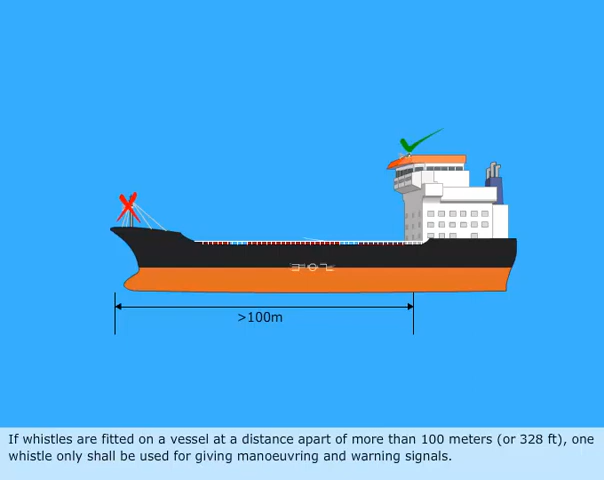 >100m
If whistles are fitted on a vessel at a distance apart of more than 100 meters (or 328 ft), one
whistle only shall be used for giving manoeuvring and warning signals.